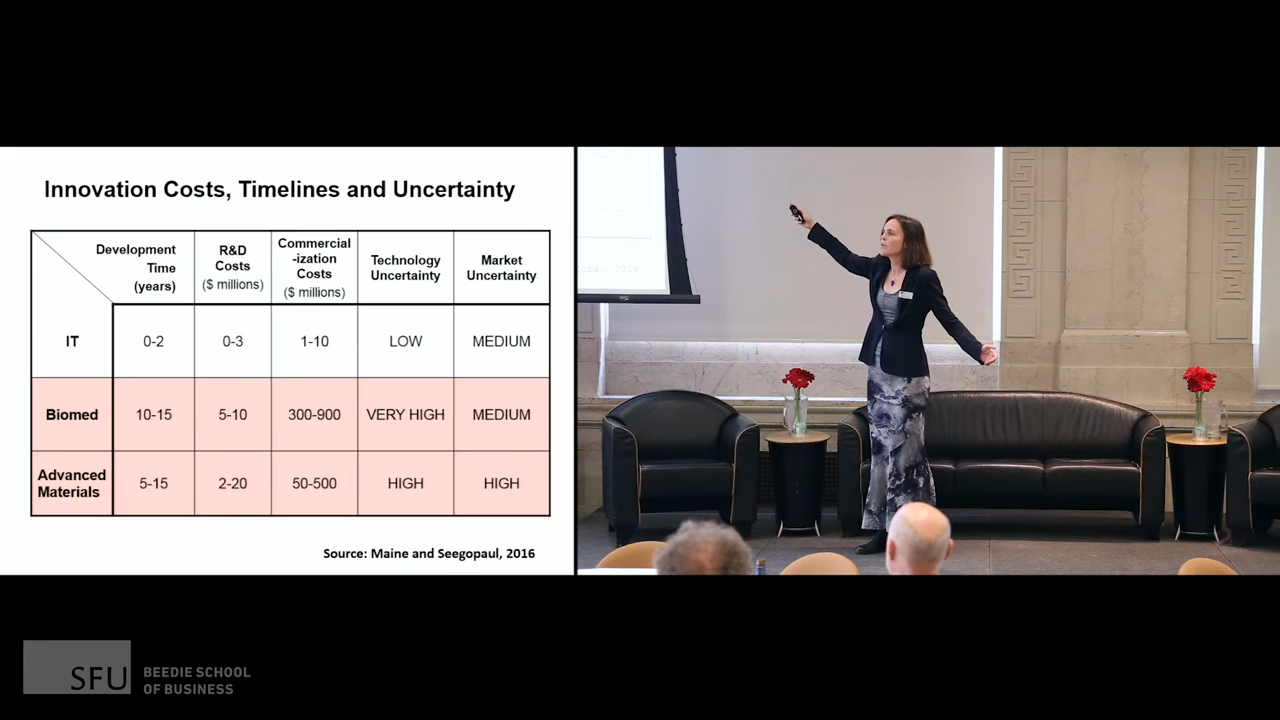 Innovation Costs, Timelines and Uncertainty
Development
Time
(years)
R&D
Costs
($ millions)
Commercial
-ization
Costs
($ millions)
Technology
Uncertainty
Market
Uncertainty
IT
0-2
0-3
1-10
LOW
MEDIUM
Biomed
10-15
5-10
300-900
VERY HIGH
MEDIUM
Advanced
Materials
5-15
2-20
50-500
HIGH
HIGH
Source: Maine and Seegopaul, 2016
2016
SFU
BEEDIE SCHOOL
OF BUSINESS